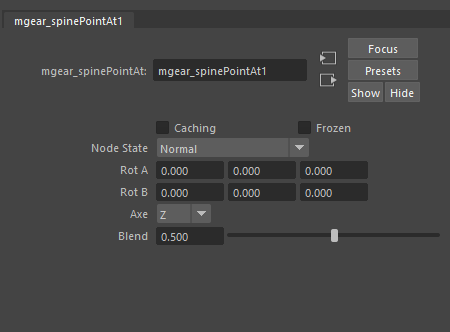 mgear_spinePointAt1
Focus
mgear_spinePointAt: mgear_spinePointAt1
Presets
Show Hide
Caching Frozen
Node State Normal
Rot A 0.000 0.000 0.000
Rot B 0.000 0.000 0.000
Axe Z
Blend 0.500